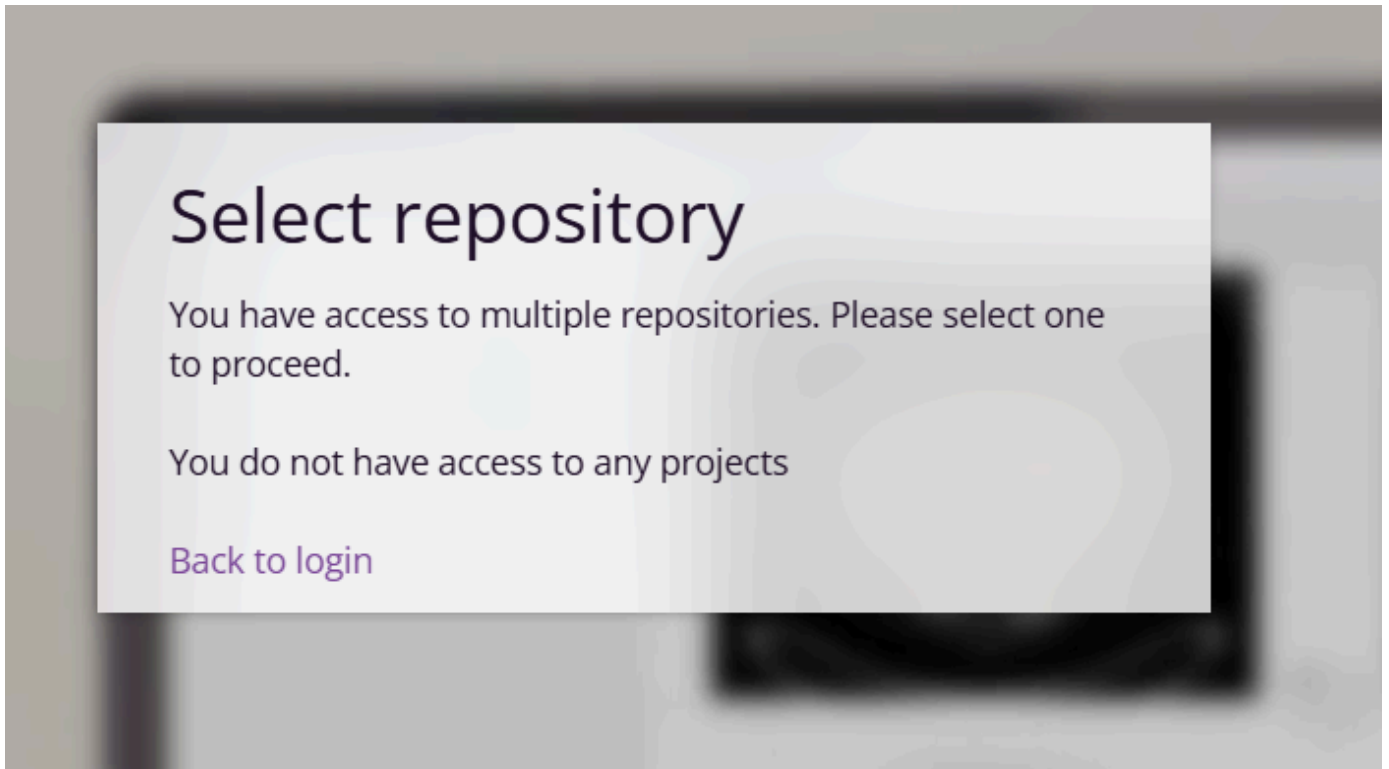 Select repository
You have access to multiple repositories. Please select one
to proceed.
You do not have access to any projects
Back to login